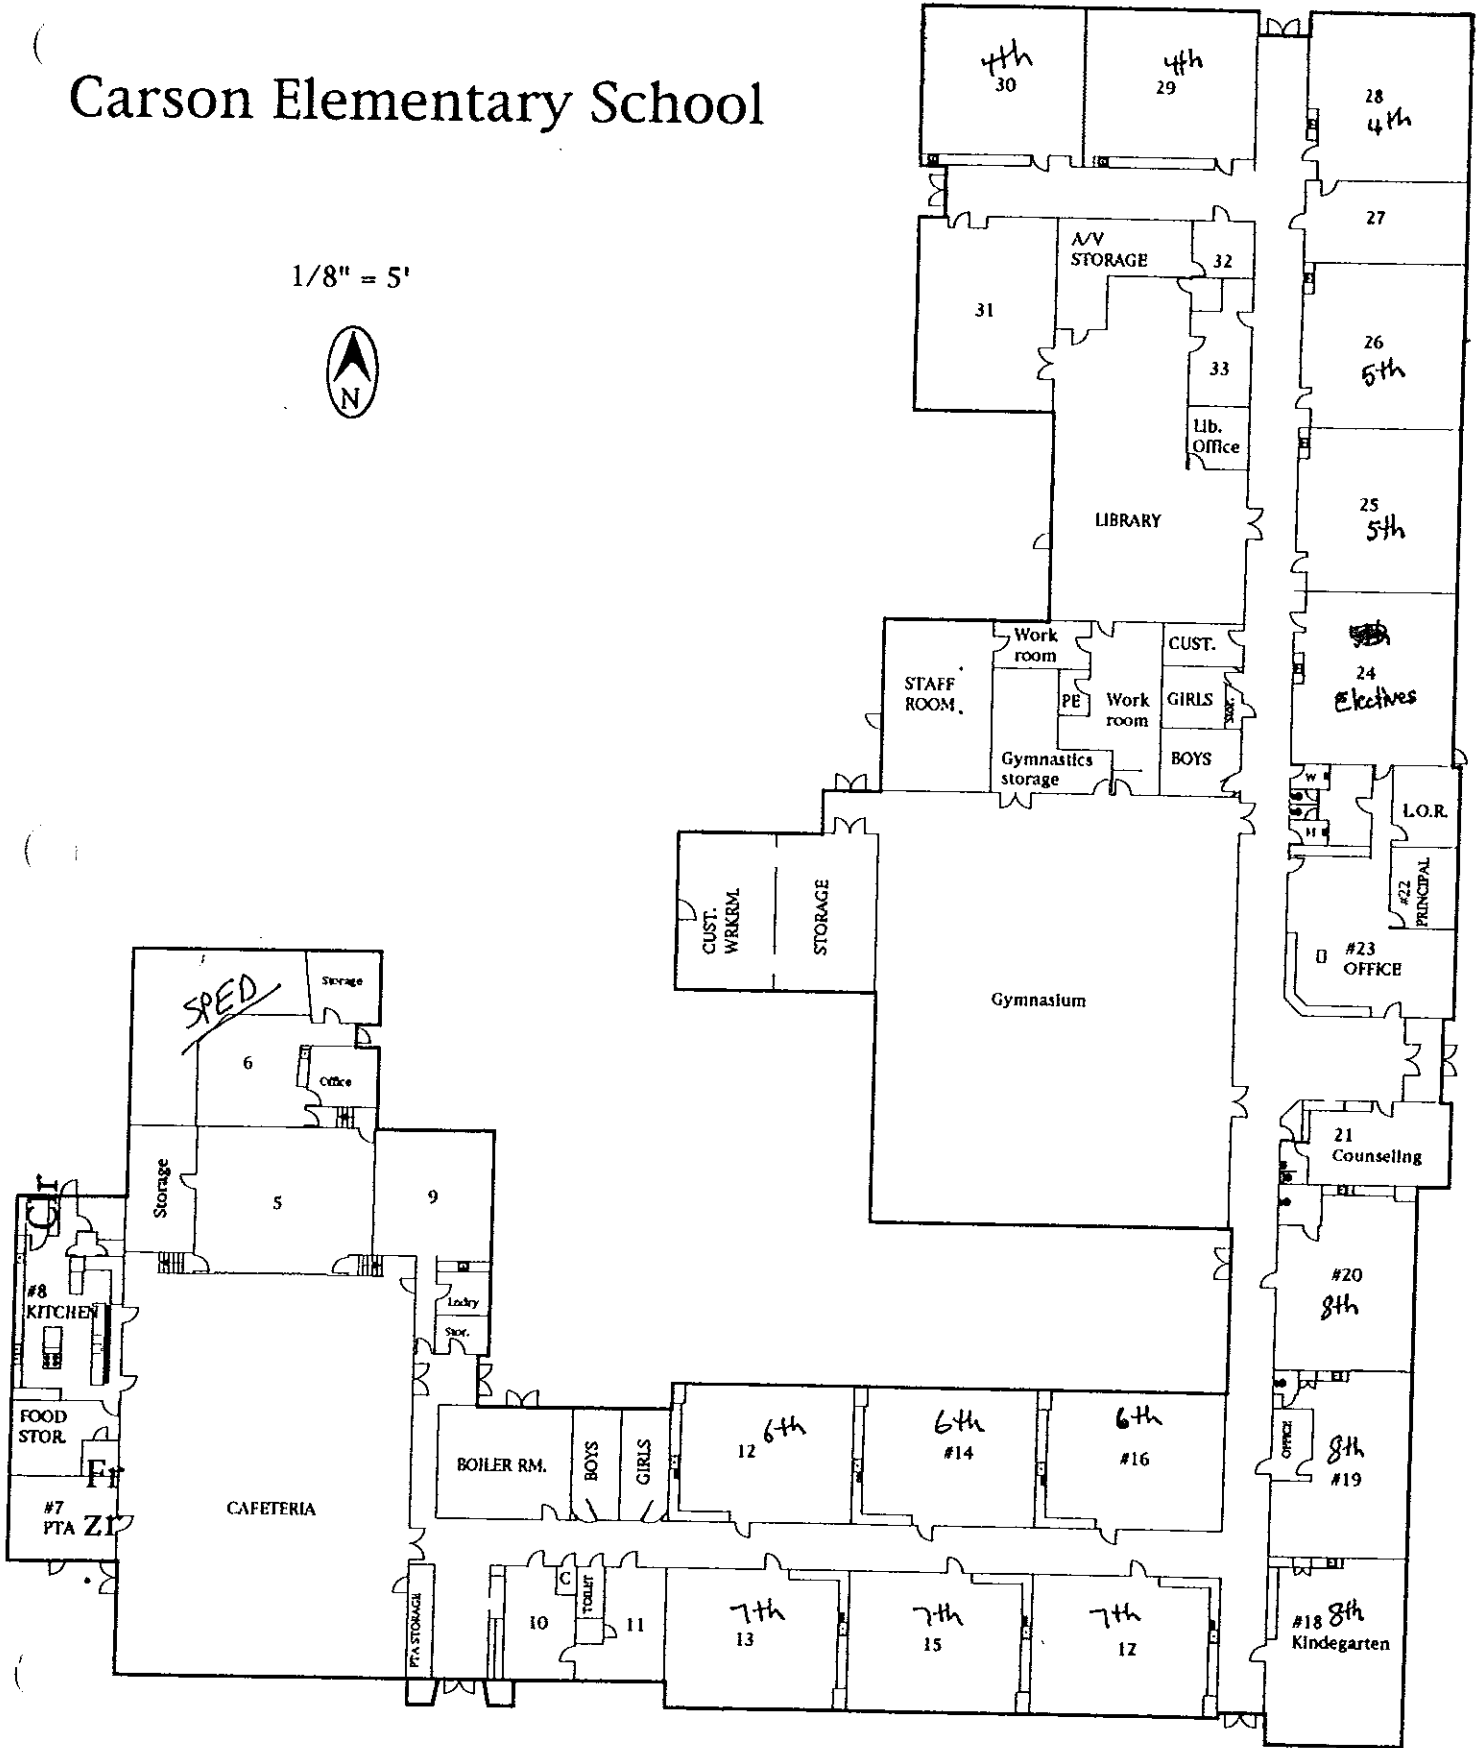 Carson Elementary School
1/8" = 5'
N
4th
30
4th
29
28
4th
27
A/V
STORAGE
32
31
33
26
5th
Lib.
Office
25
5th
LIBRARY
Work
room
CUST.
STAFF
ROOM
PE
Work
room
GIRLS
Stor.
24
Electives
Gymnastics
storage
BOYS
W
M
L.O.R.
#22
PRINCIPAL
CUST.
WRKRM.
STORAGE
#23
OFFICE
Gymnasium
SPED
Storage
6
Office
21
Counseling
Storage
5
9
#8
KITCHEN
Lndry
Stor.
#20
8th
FOOD
STOR.
BOILER RM.
BOYS
GIRLS
12 6th
6th
#14
6th
#16
OFFICE
8th
#19
#7
PTA
CAFETERIA
PTA STORAGE
10
C
TOILET
11
7th
13
7th
15
7th
12
#18 8th
Kindegarten